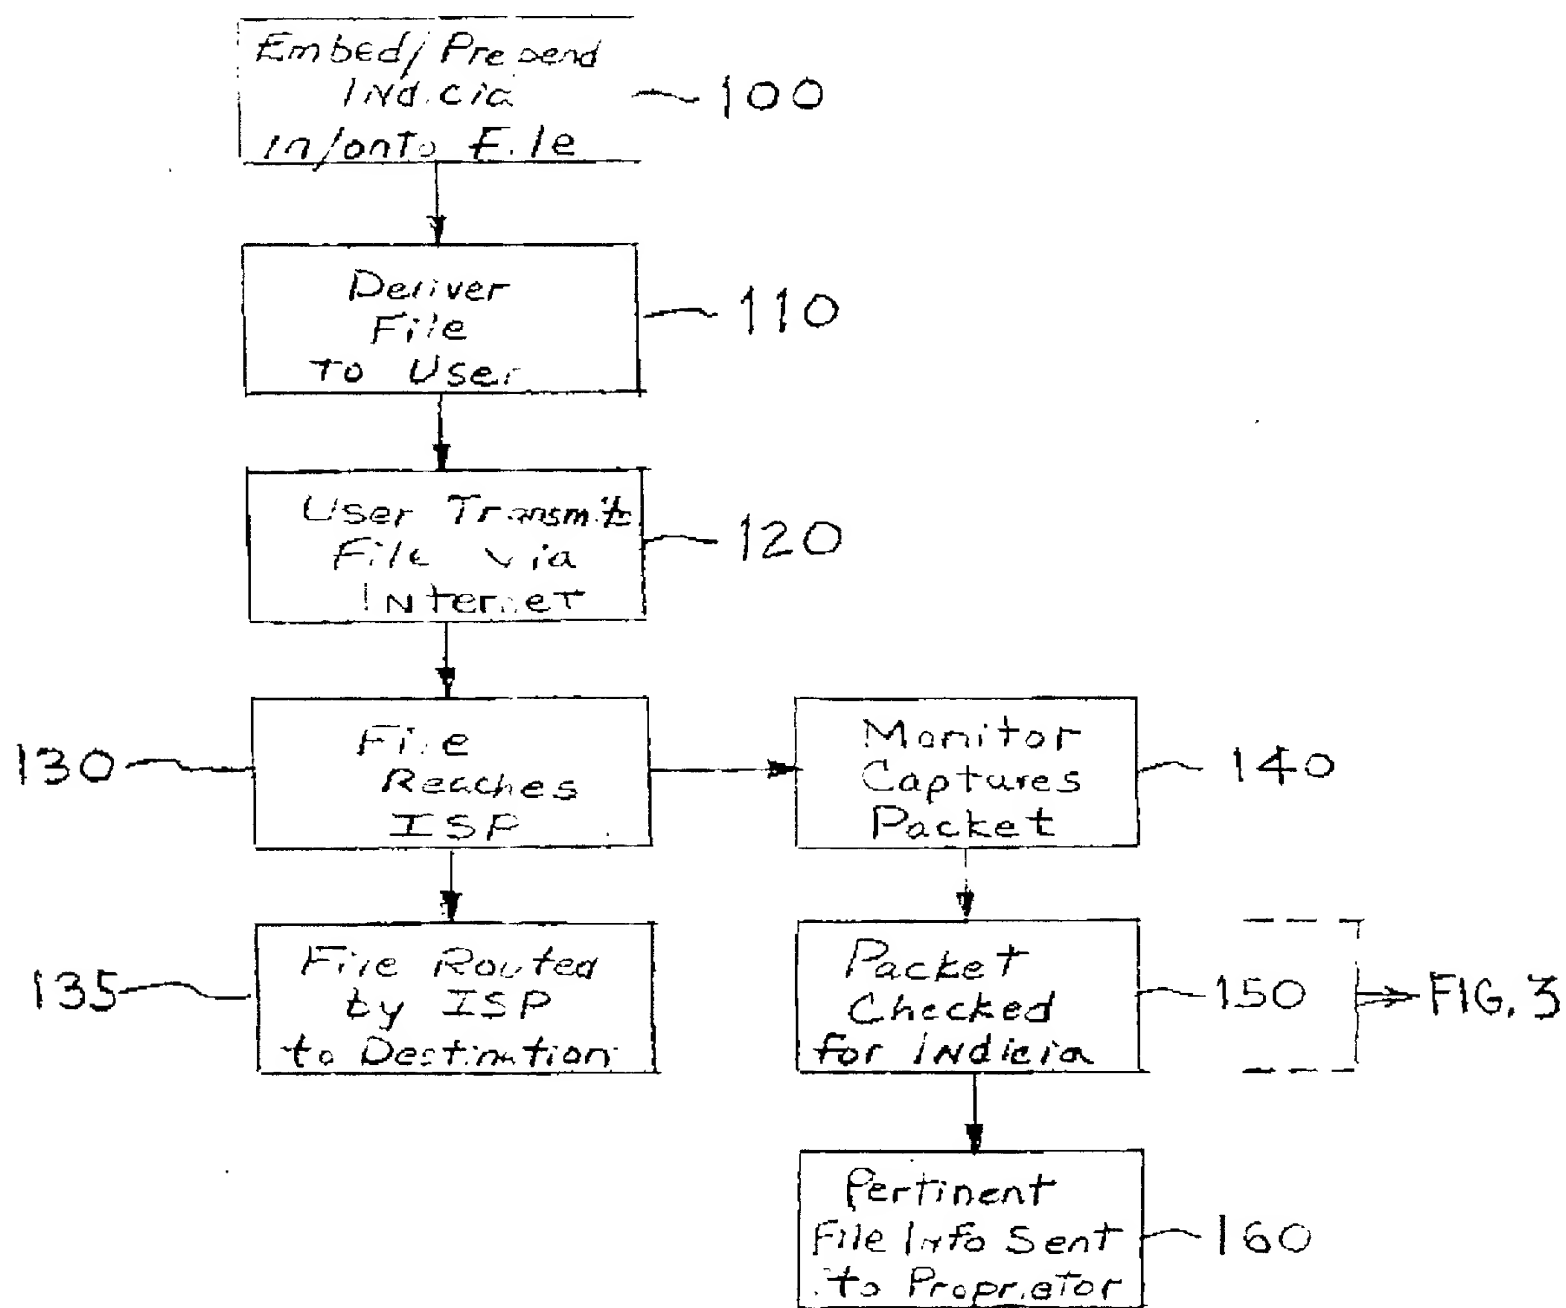 Embed/Prepend
Indicia
in/onto File
100
Deliver
File
To User
110
User Transmits
File via
Internet
120
File
Reaches
ISP
130
Monitor
Captures
Packet
140
File Routed
by ISP
to Destination
135
Packet
Checked
for Indicia
150
FIG. 3
Pertinent
File Info Sent
to Proprietor
160